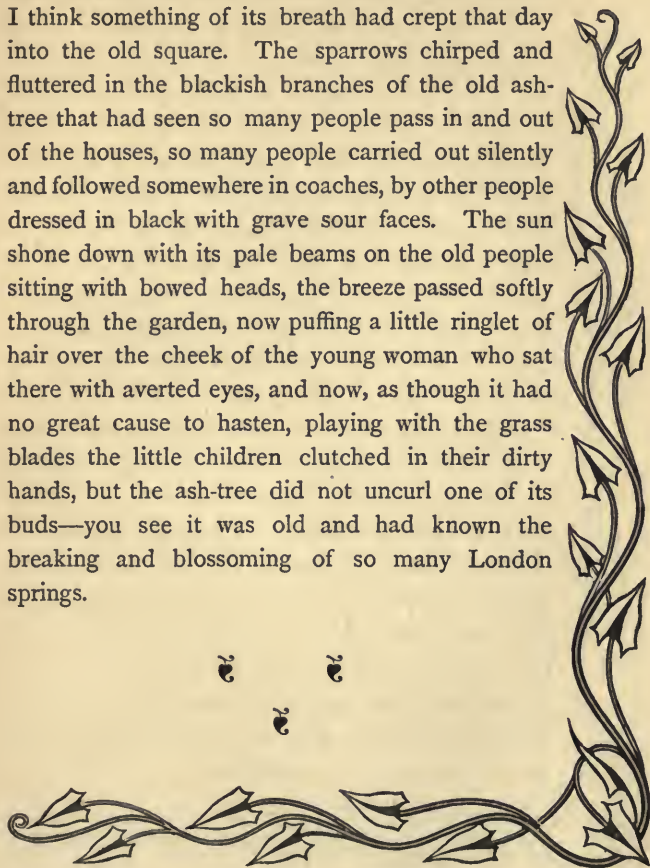 I think something of its breath had crept that day
into the old square. The sparrows chirped and
fluttered in the blackish branches of the old ash-
tree that had seen so many people pass in and out
of the houses, so many people carried out silently
and followed somewhere in coaches, by other people
dressed in black with grave sour faces. The sun
shone down with its pale beams on the old people
sitting with bowed heads, the breeze passed softly
through the garden, now puffing a little ringlet of
hair over the cheek of the young woman who sat
there with averted eyes, and now, as though it had
no great cause to hasten, playing with the grass
blades the little children clutched in their dirty
hands, but the ash-tree did not uncurl one of its
buds—you see it was old and had known the
breaking and blossoming of so many London
springs.